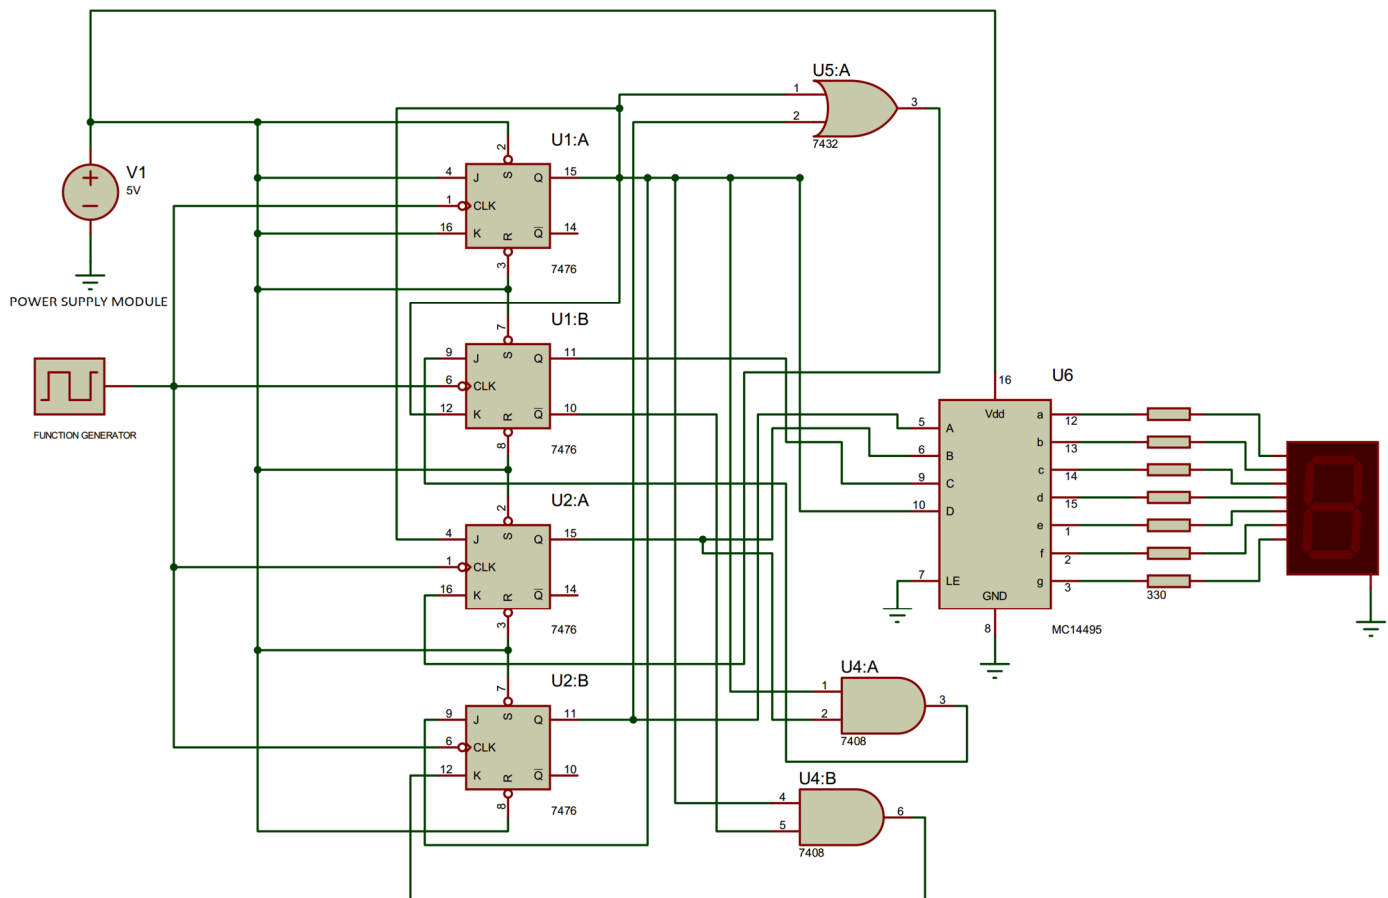 V1
5V
POWER SUPPLY MODULE
FUNCTION GENERATOR
U1:A
2
4 J S Q 15
1 CLK
16 K R Q 14
3
7476
U1:B
7
9 J S Q 11
6 CLK
12 K R Q 10
8
7476
U2:A
2
4 J S Q 15
1 CLK
16 K R Q 14
3
7476
U2:B
7
9 J S Q 11
6 CLK
12 K R Q 10
8
7476
U5:A
1
2
3
7432
U4:A
1
2
3
7408
U4:B
4
5
6
7408
U6
16
Vdd
5 A
6 B
9 C
10 D
7 LE
GND
8
a 12
b 13
c 14
d 15
e 1
f 2
g 3
MC14495
330